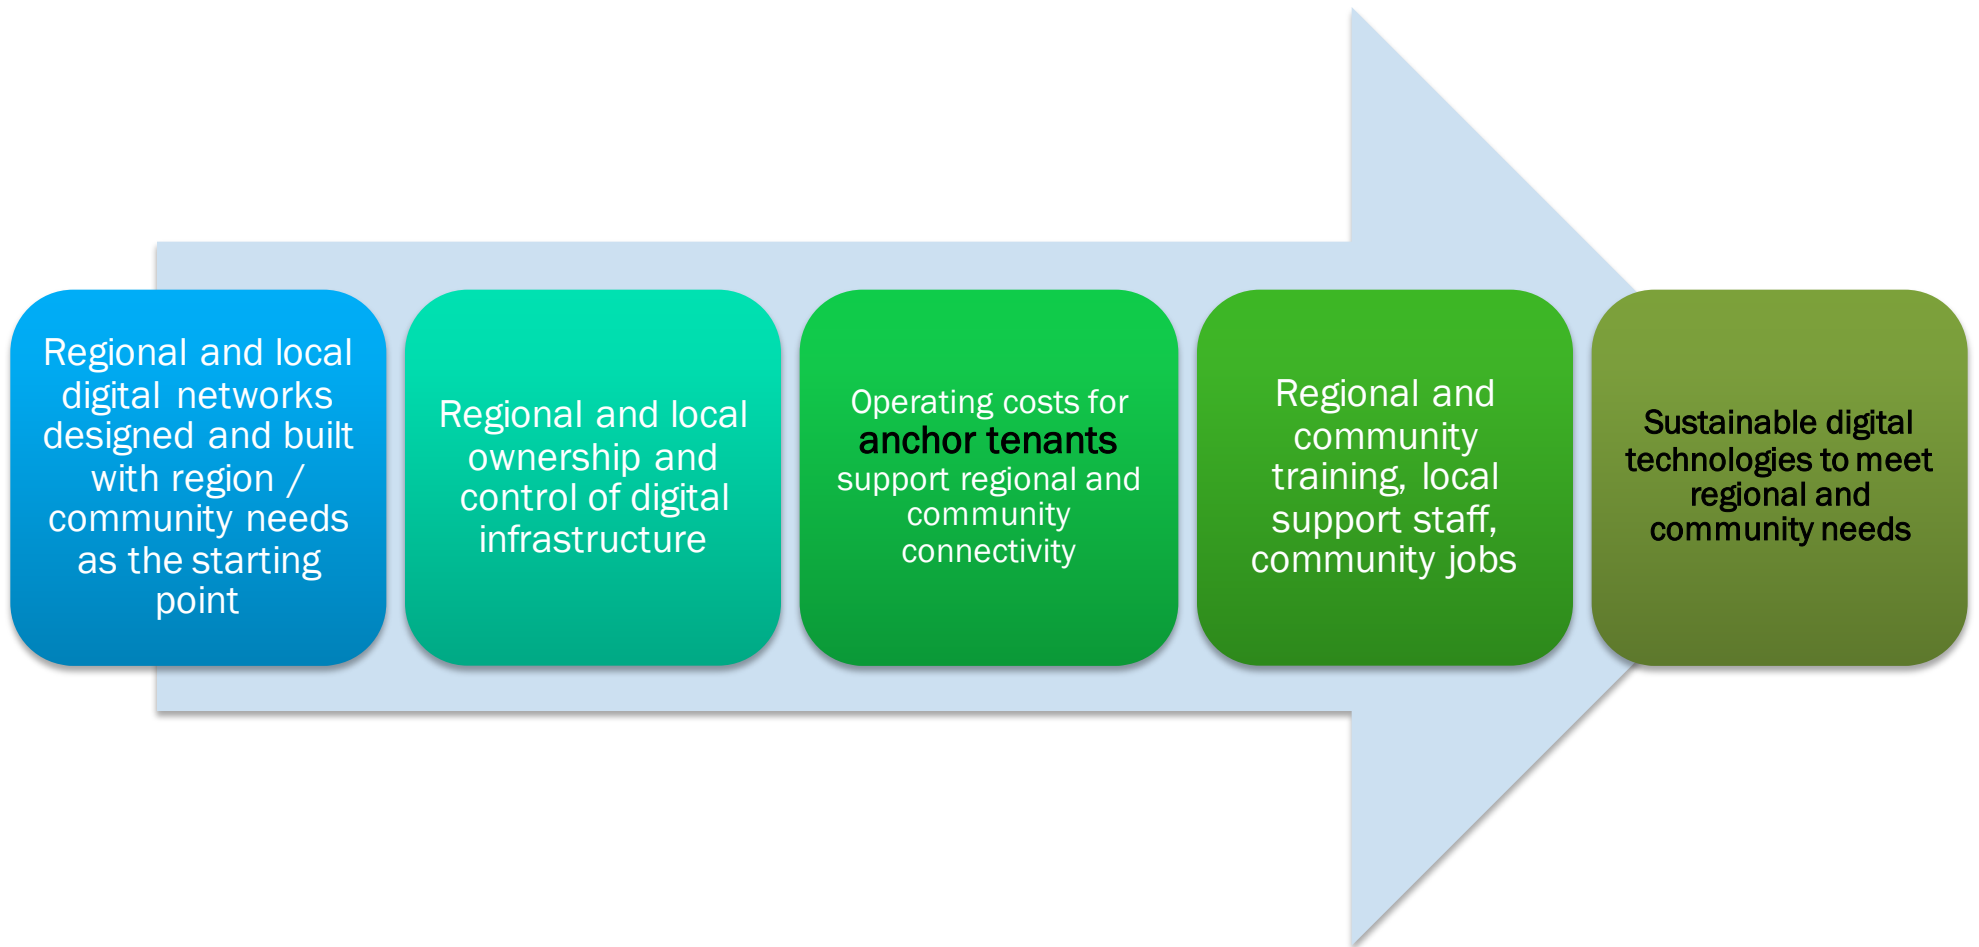 Regional and local
digital networks
designed and built
with region /
community needs
as the starting
point
Regional and local
ownership and
control of digital
infrastructure
Operating costs for
anchor tenants
support regional and
community
connectivity
Regional and
community
training, local
support staff,
community jobs
Sustainable digital
technologies to meet
regional and
community needs